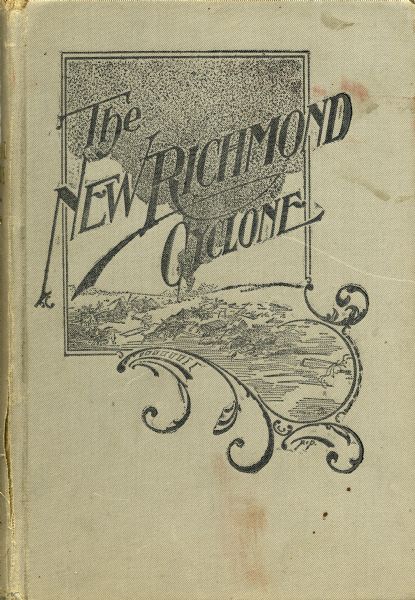 The
New Richmond
Cyclone